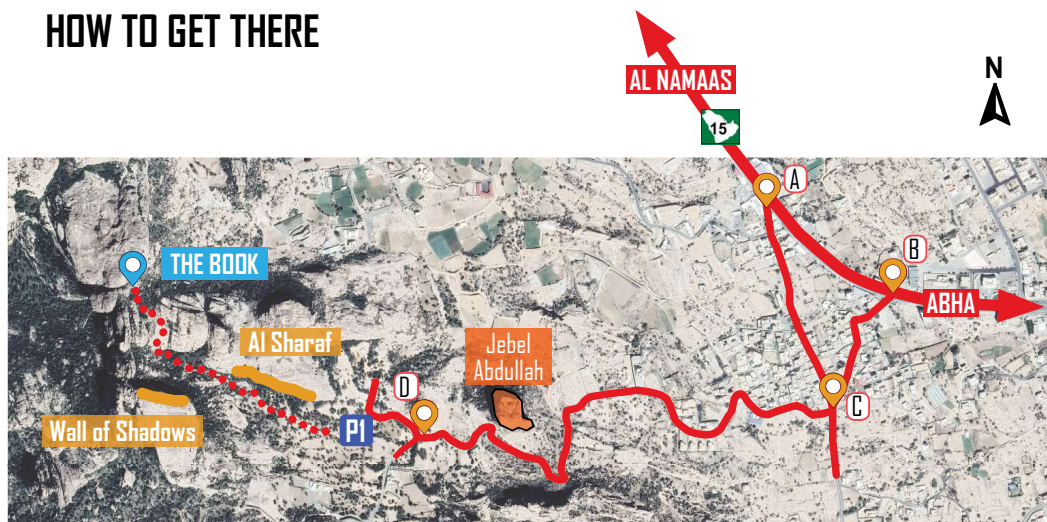 HOW TO GET THERE
N
AL NAMAAS
15
A
B
THE BOOK
ABHA
Al Sharaf
Jebel
Abdullah
D
C
Wall of Shadows
P1